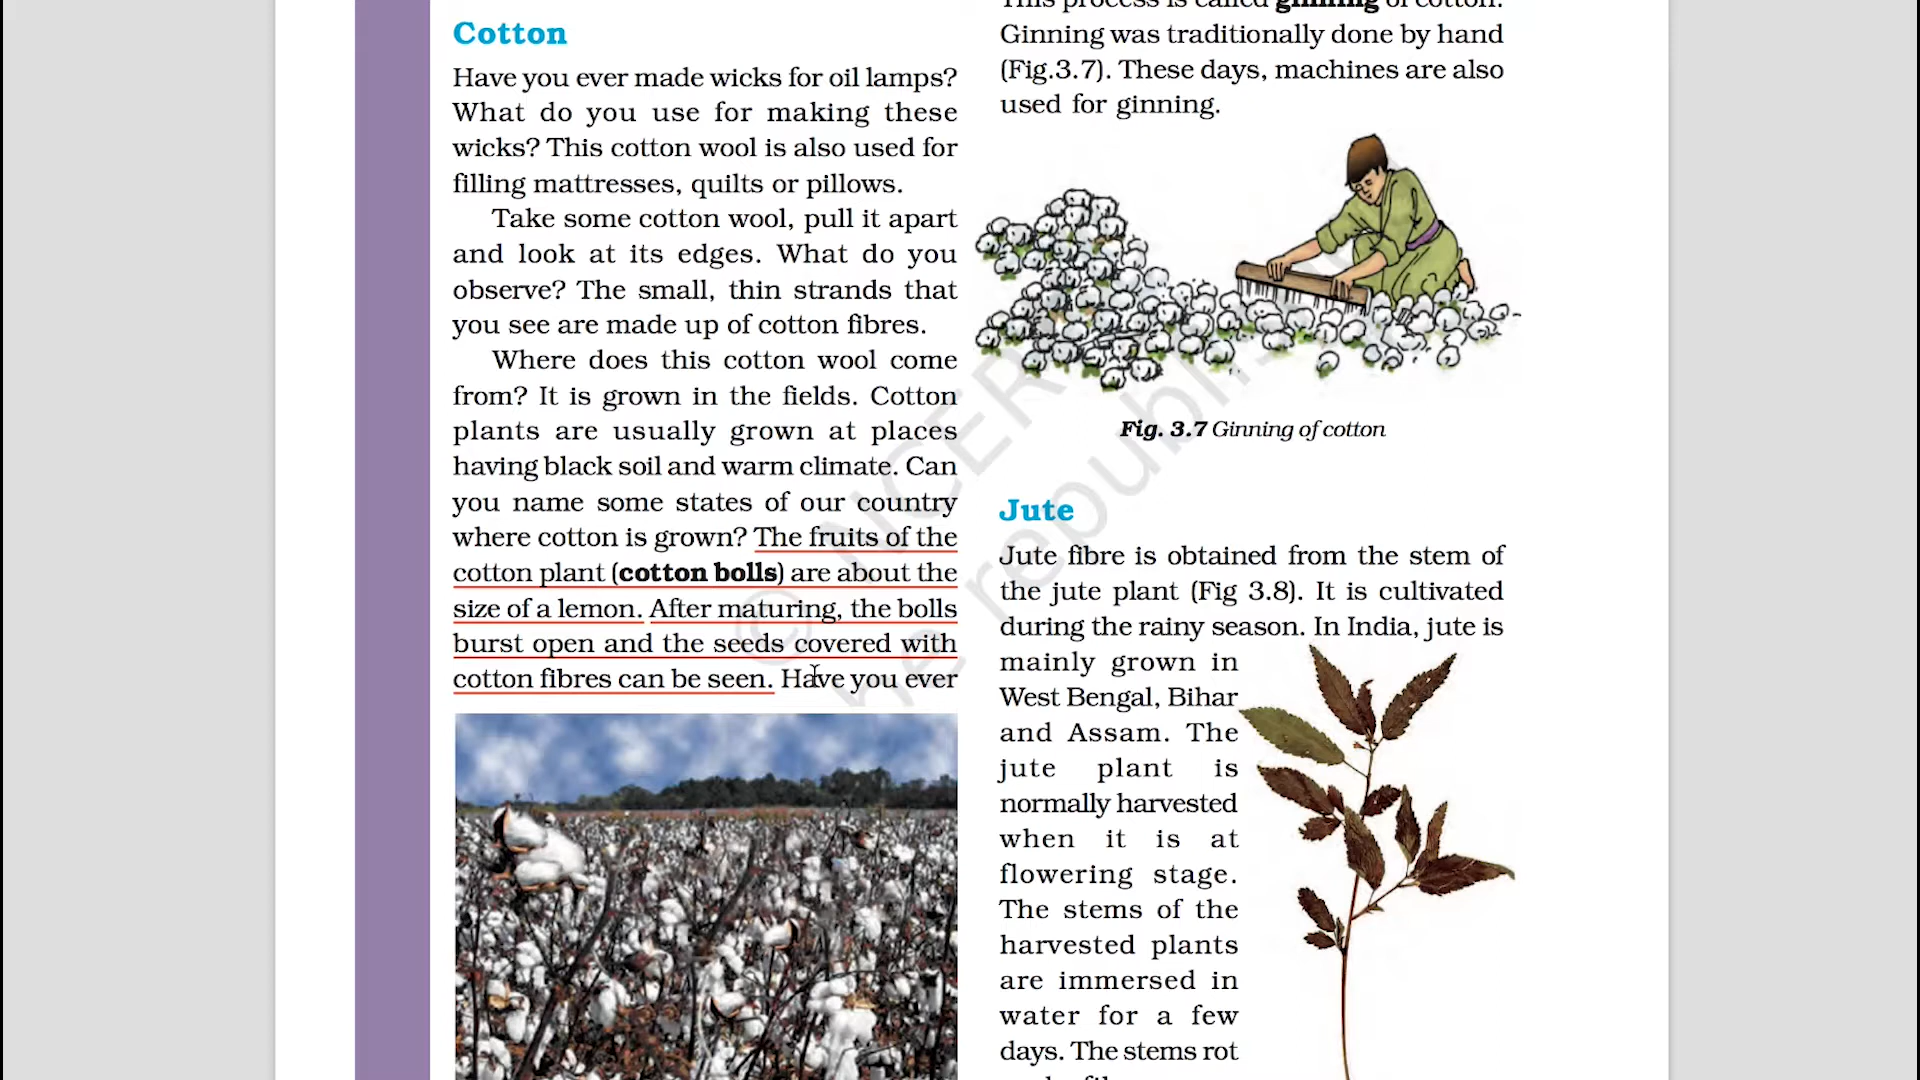 Cotton
Have you ever made wicks for oil lamps?
What do you use for making these
wicks? This cotton wool is also used for
filling mattresses, quilts or pillows.
Take some cotton wool, pull it apart
and look at its edges. What do you
observe? The small, thin strands that
you see are made up of cotton fibres.
Where does this cotton wool come
from? It is grown in the fields. Cotton
plants are usually grown at places
having black soil and warm climate. Can
you name some states of our country
where cotton is grown? The fruits of the
cotton plant (cotton bolls) are about the
size of a lemon. After maturing, the bolls
burst open and the seeds covered with
cotton fibres can be seen. Have you ever
This process is called ginning of cotton.
Ginning was traditionally done by hand
(Fig.3.7). These days, machines are also
used for ginning.
Fig. 3.7 Ginning of cotton
Jute
Jute fibre is obtained from the stem of
the jute plant (Fig 3.8). It is cultivated
during the rainy season. In India, jute is
mainly grown in
West Bengal, Bihar
and Assam. The
jute plant is
normally harvested
when it is at
flowering stage.
The stems of the
harvested plants
are immersed in
water for a few
days. The stems rot